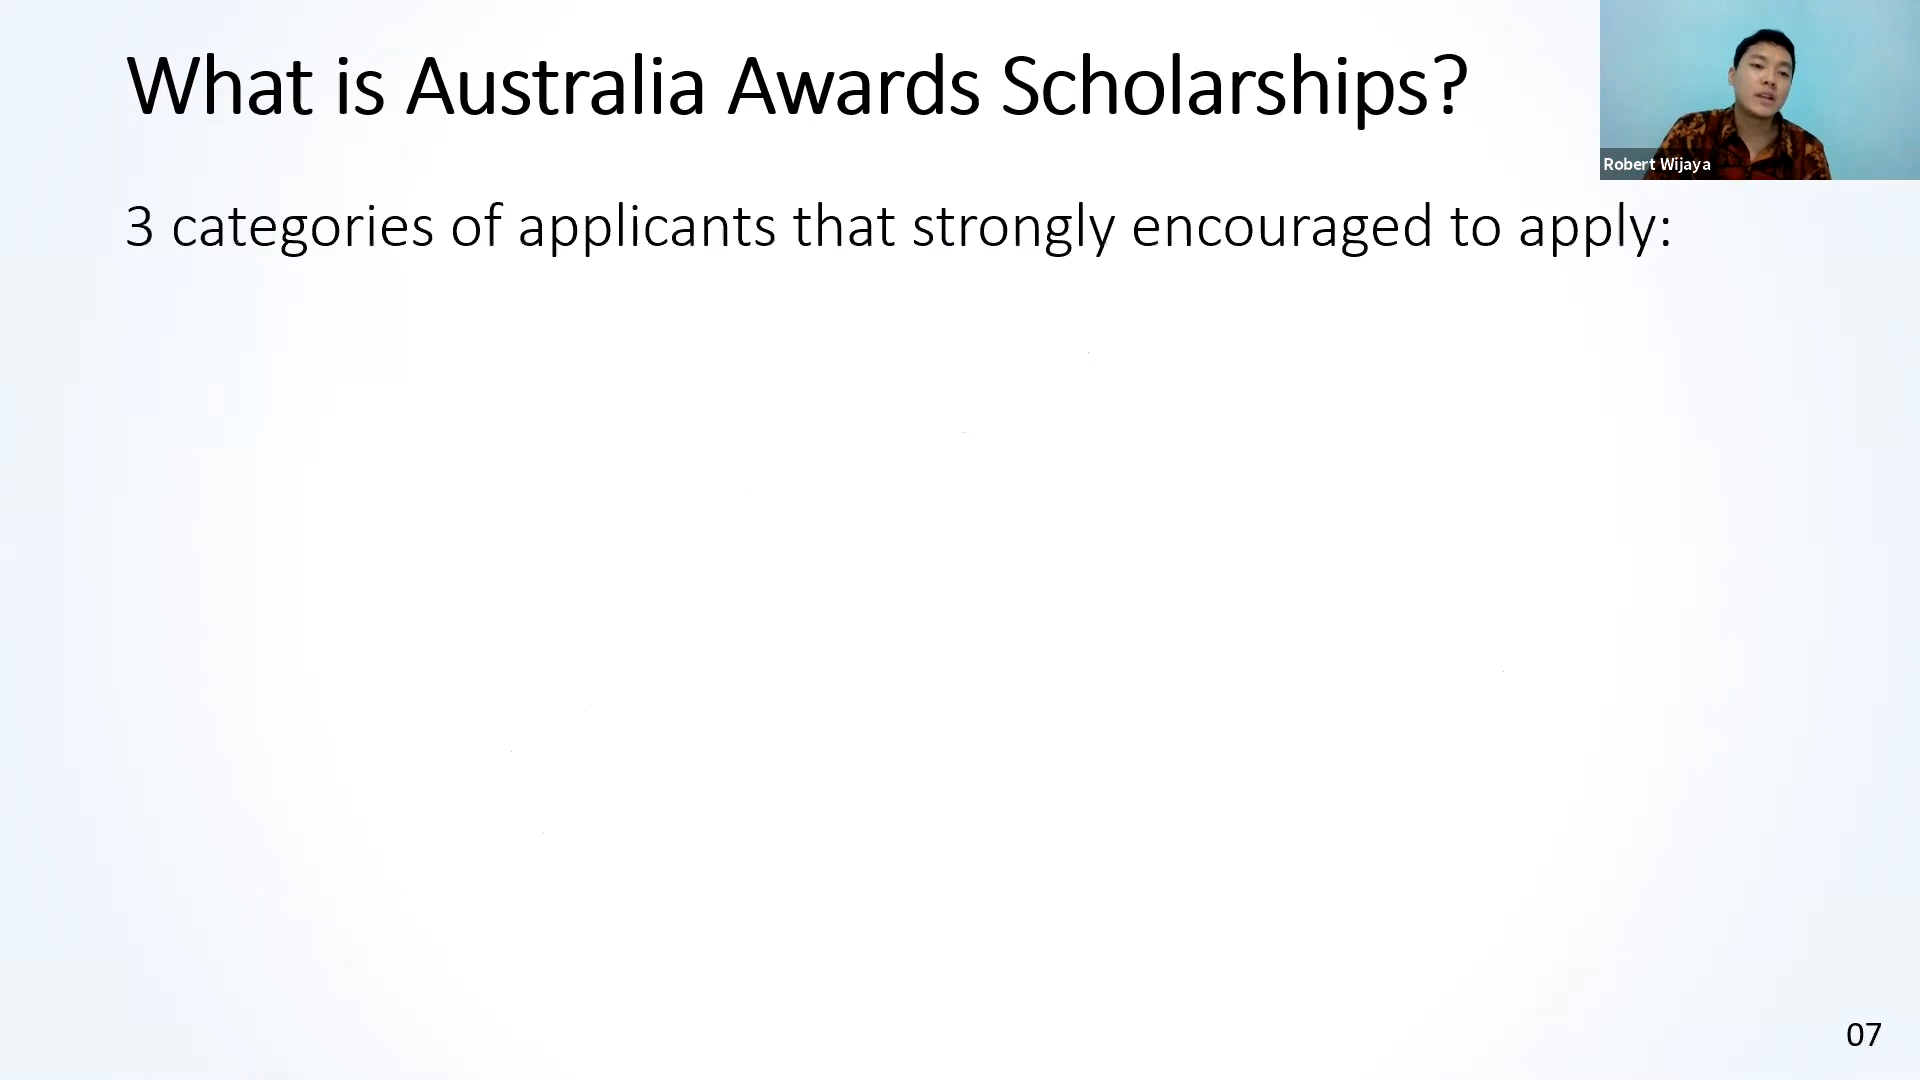 What is Australia Awards Scholarships?
Robert Wijaya
3 categories of applicants that strongly encouraged to apply:
07